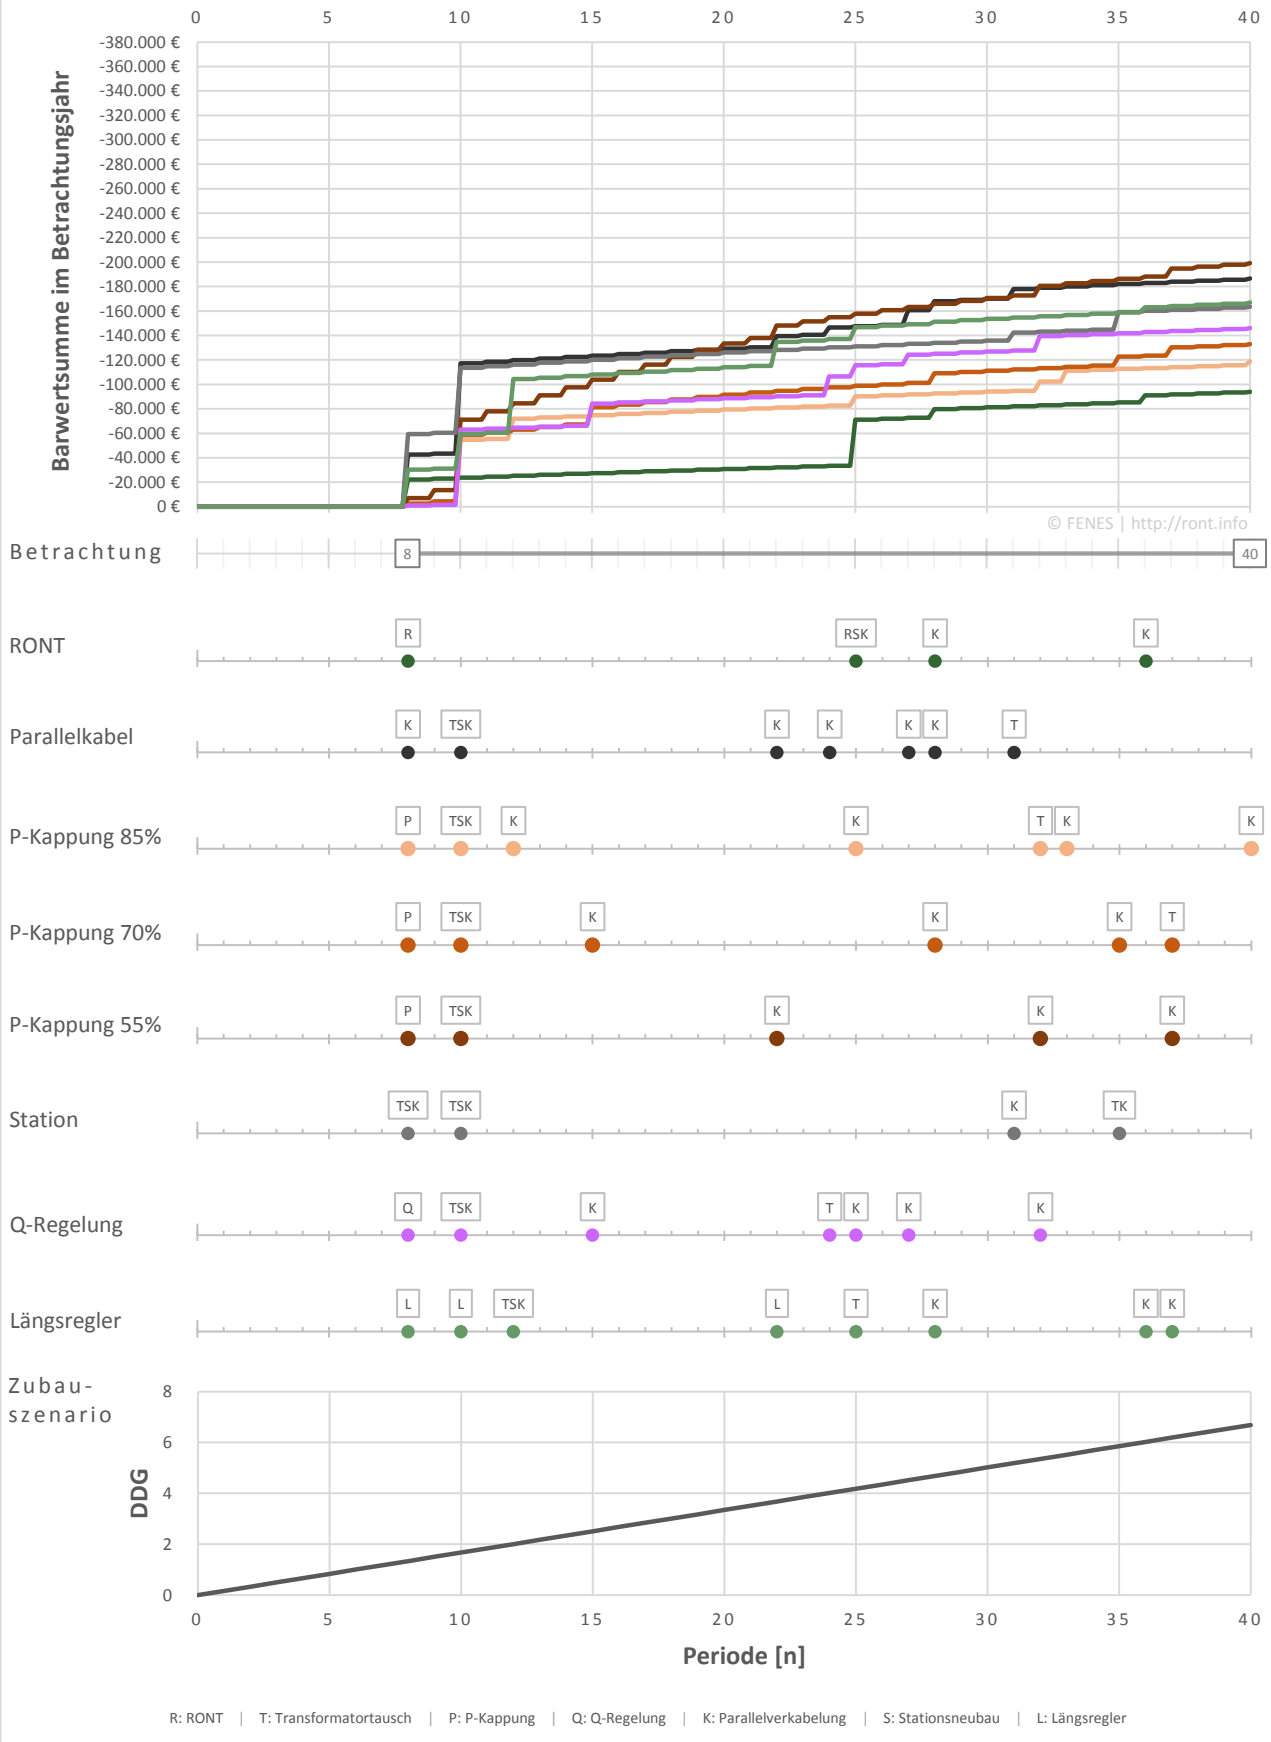 0 5 10 15 20 25 30 35 40
Barwertsumme im Betrachtungsjahr
-380.000 €
-360.000 €
-340.000 €
-320.000 €
-300.000 €
-280.000 €
-260.000 €
-240.000 €
-220.000 €
-200.000 €
-180.000 €
-160.000 €
-140.000 €
-120.000 €
-100.000 €
-80.000 €
-60.000 €
-40.000 €
-20.000 €
0 €
© FENES | http://ront.info
Betrachtung 8 40
R RSK K K
RONT
K TSK K K K K T
Parallelkabel
P TSK K K T K K
P-Kappung 85%
P TSK K K K T
P-Kappung 70%
P TSK K K K
P-Kappung 55%
TSK TSK K TK
Station
Q TSK K T K K K
Q-Regelung
L L TSK L T K K K
Längsregler
Zubau-
szenario
DDG
8
6
4
2
0
0 5 10 15 20 25 30 35 40
Periode [n]
R: RONT | T: Transformatortausch | P: P-Kappung | Q: Q-Regelung | K: Parallelverkabelung | S: Stationsneubau | L: Längsregler